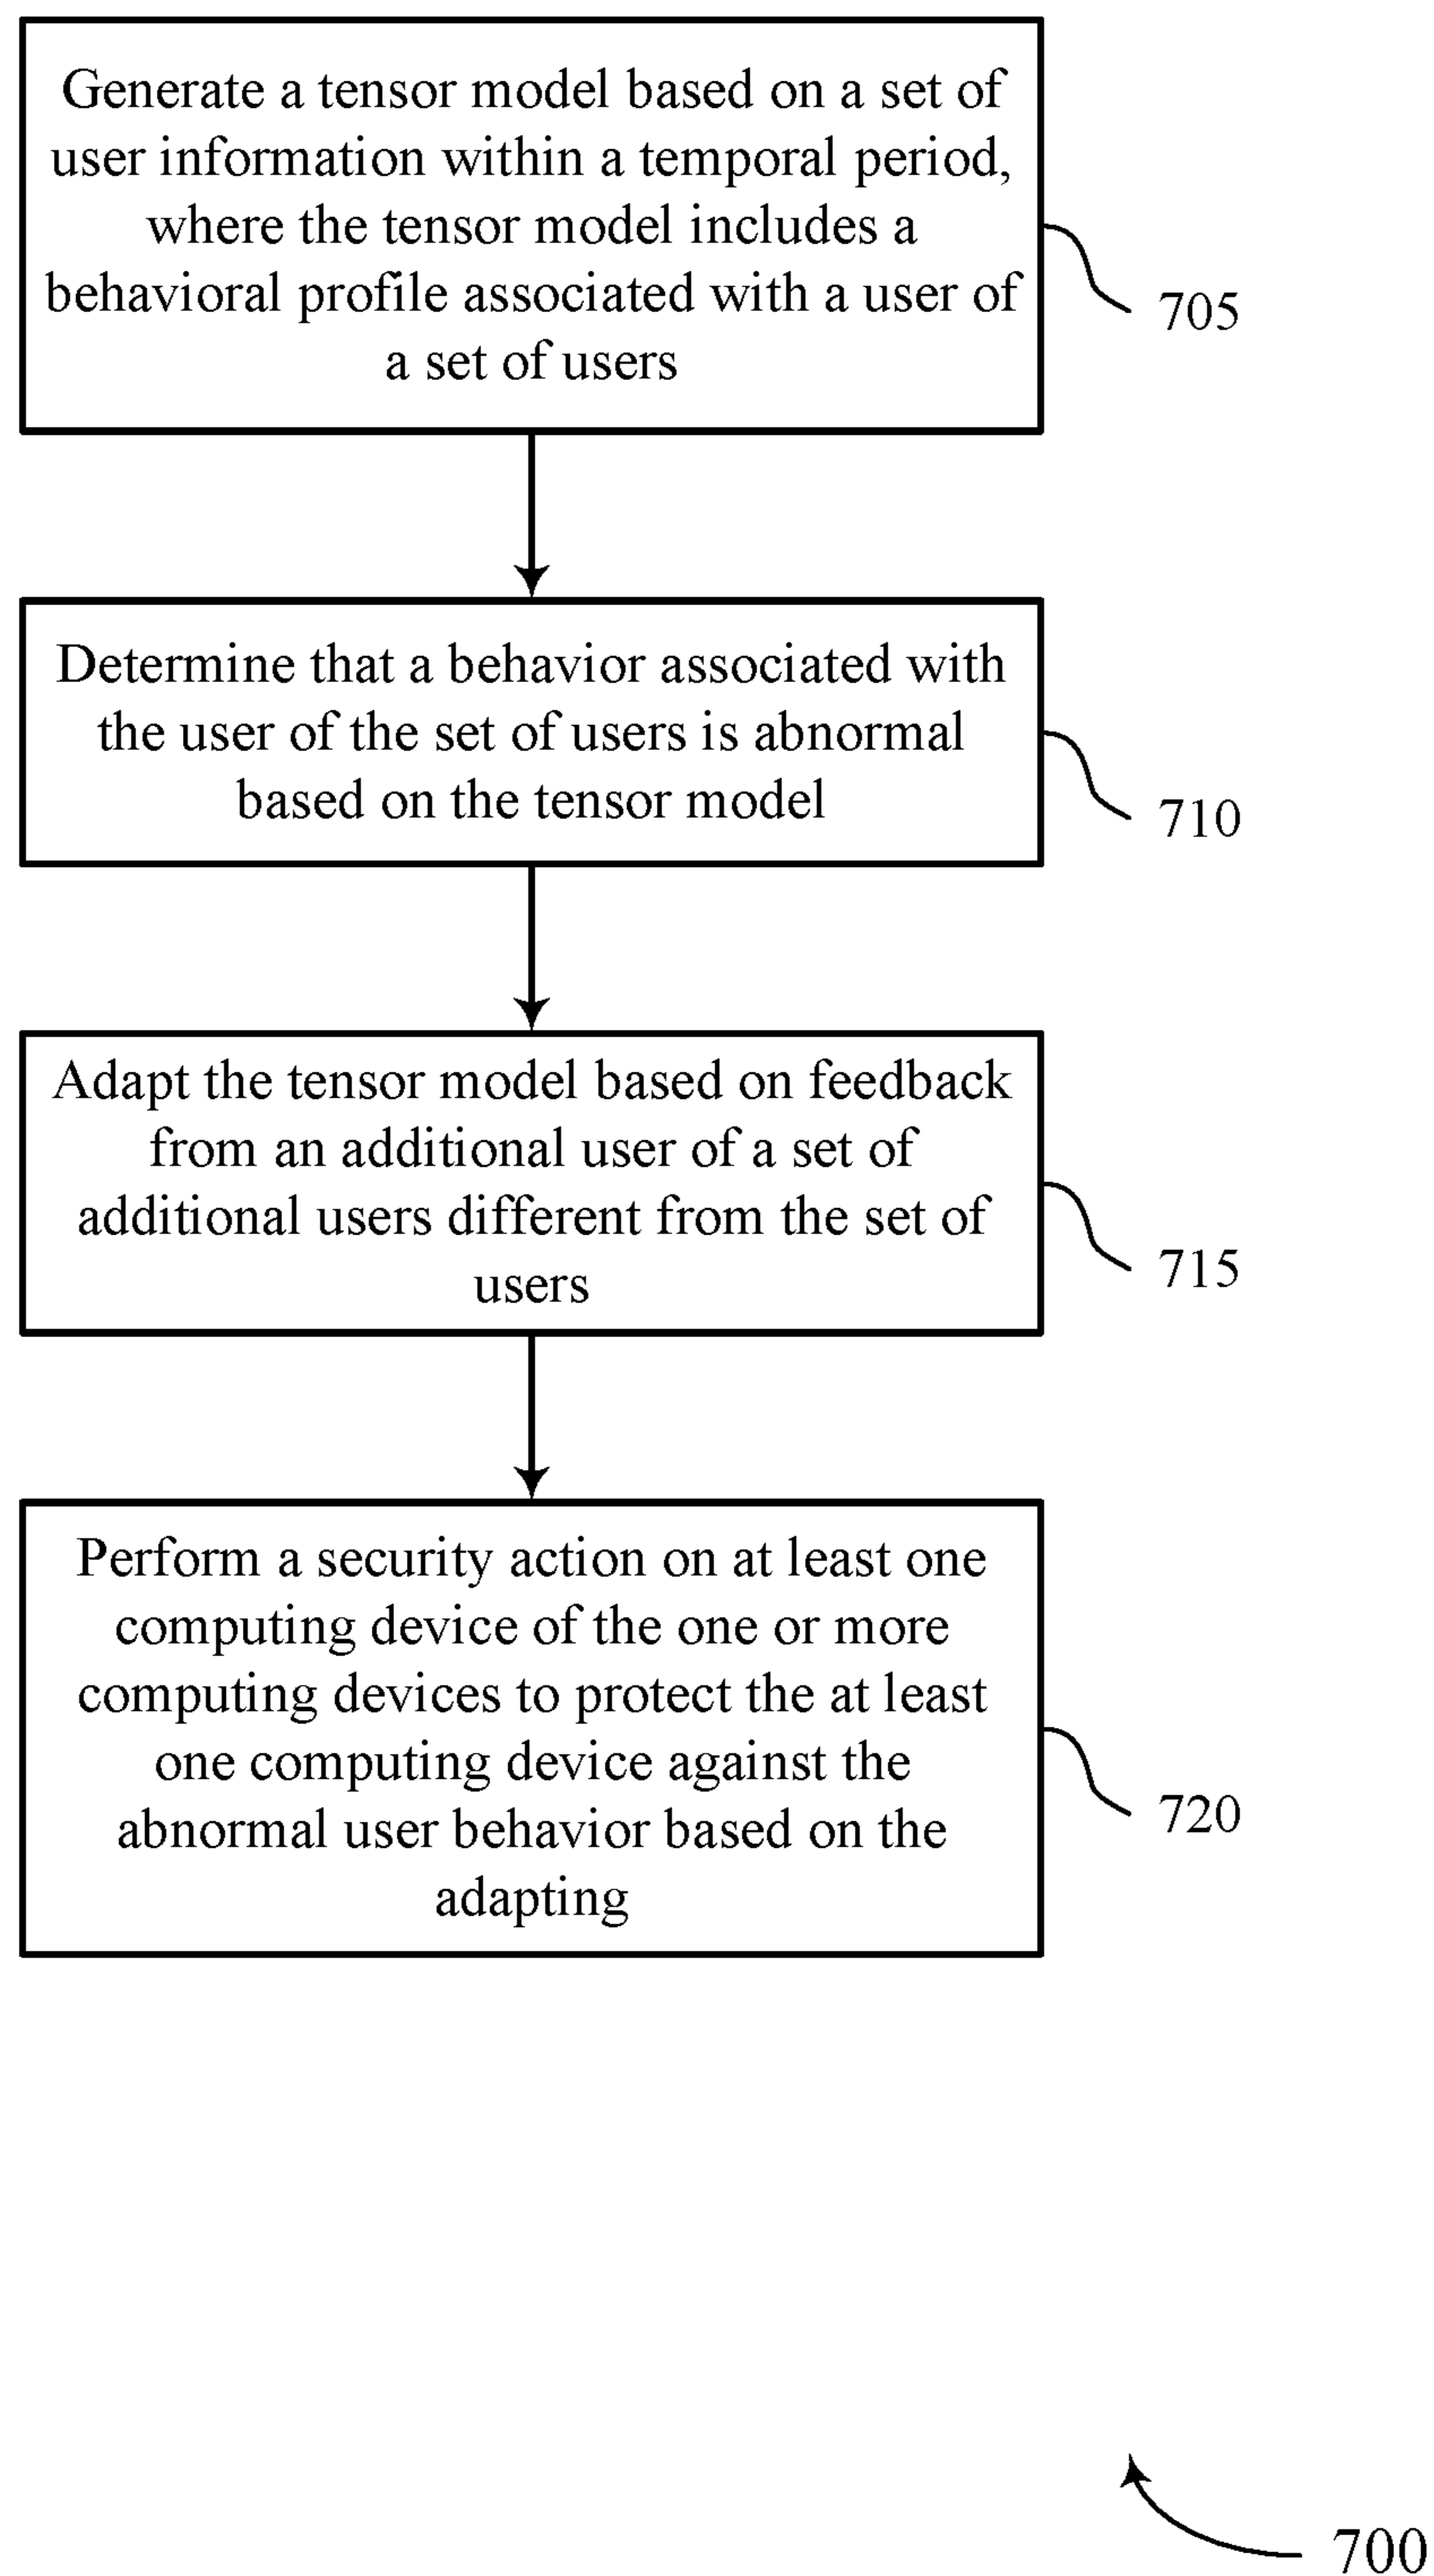 Generate a tensor model based on a set of
user information within a temporal period,
where the tensor model includes a
behavioral profile associated with a user of
a set of users
705
Determine that a behavior associated with
the user of the set of users is abnormal
based on the tensor model
710
Adapt the tensor model based on feedback
from an additional user of a set of
additional users different from the set of
users
715
Perform a security action on at least one
computing device of the one or more
computing devices to protect the at least
one computing device against the
abnormal user behavior based on the
adapting
720
700